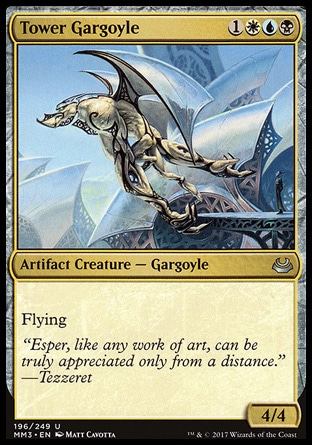 Tower Gargoyle 1
Artifact Creature — Gargoyle
Flying
“Esper, like any work of art, can be
truly appreciated only from a distance.”
—Tezzeret
4/4
196/249 U
MM3 • EN Matt Cavotta
™ & © 2017 Wizards of the Coast